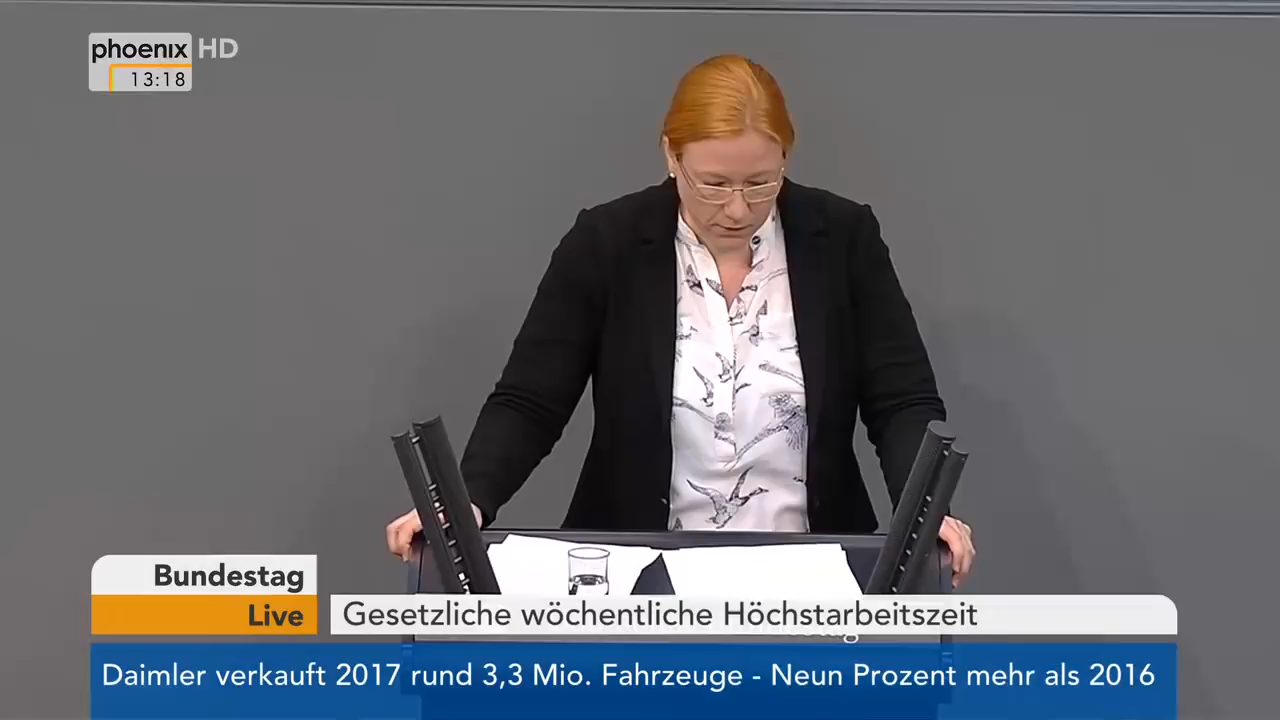 phoenix HD
13:18
Bundestag
Live
Gesetzliche wöchentliche Höchstarbeitszeit
Daimler verkauft 2017 rund 3,3 Mio. Fahrzeuge - Neun Prozent mehr als 2016